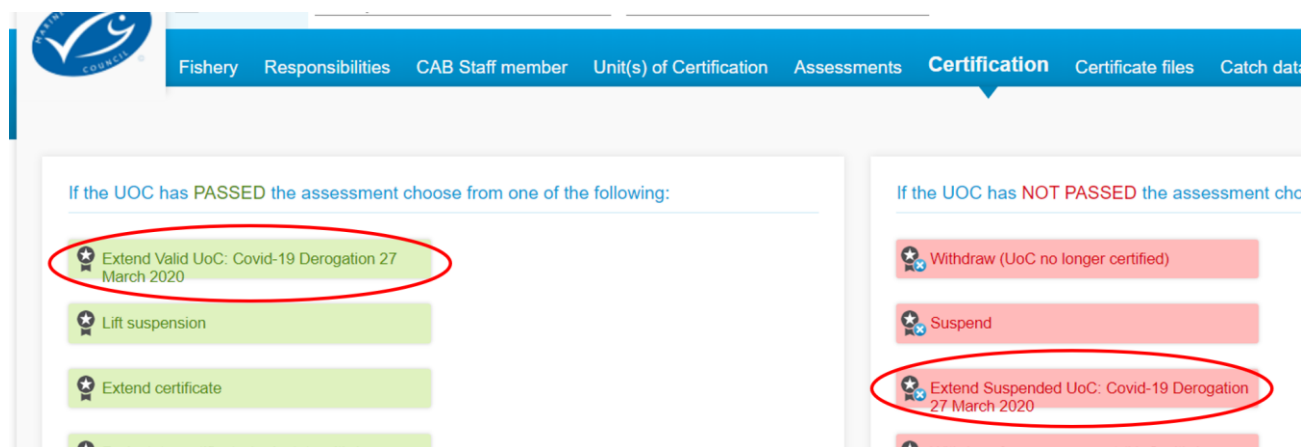 COUNCIL
Fishery Responsibilities CAB Staff member Unit(s) of Certification Assessments Certification Certificate files Catch data
If the UOC has PASSED the assessment choose from one of the following:
Extend Valid UoC: Covid-19 Derogation 27
March 2020
Lift suspension
Extend certificate
If the UOC has NOT PASSED the assessment cho
Withdraw (UoC no longer certified)
Suspend
Extend Suspended UoC: Covid-19 Derogation
27 March 2020